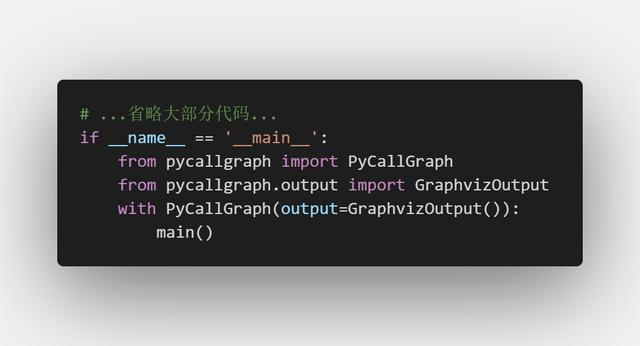 # ...省略大部分代码...
if __name__ == '__main__':
    from pycallgraph import PyCallGraph
    from pycallgraph.output import GraphvizOutput
    with PyCallGraph(output=GraphvizOutput()):
        main()